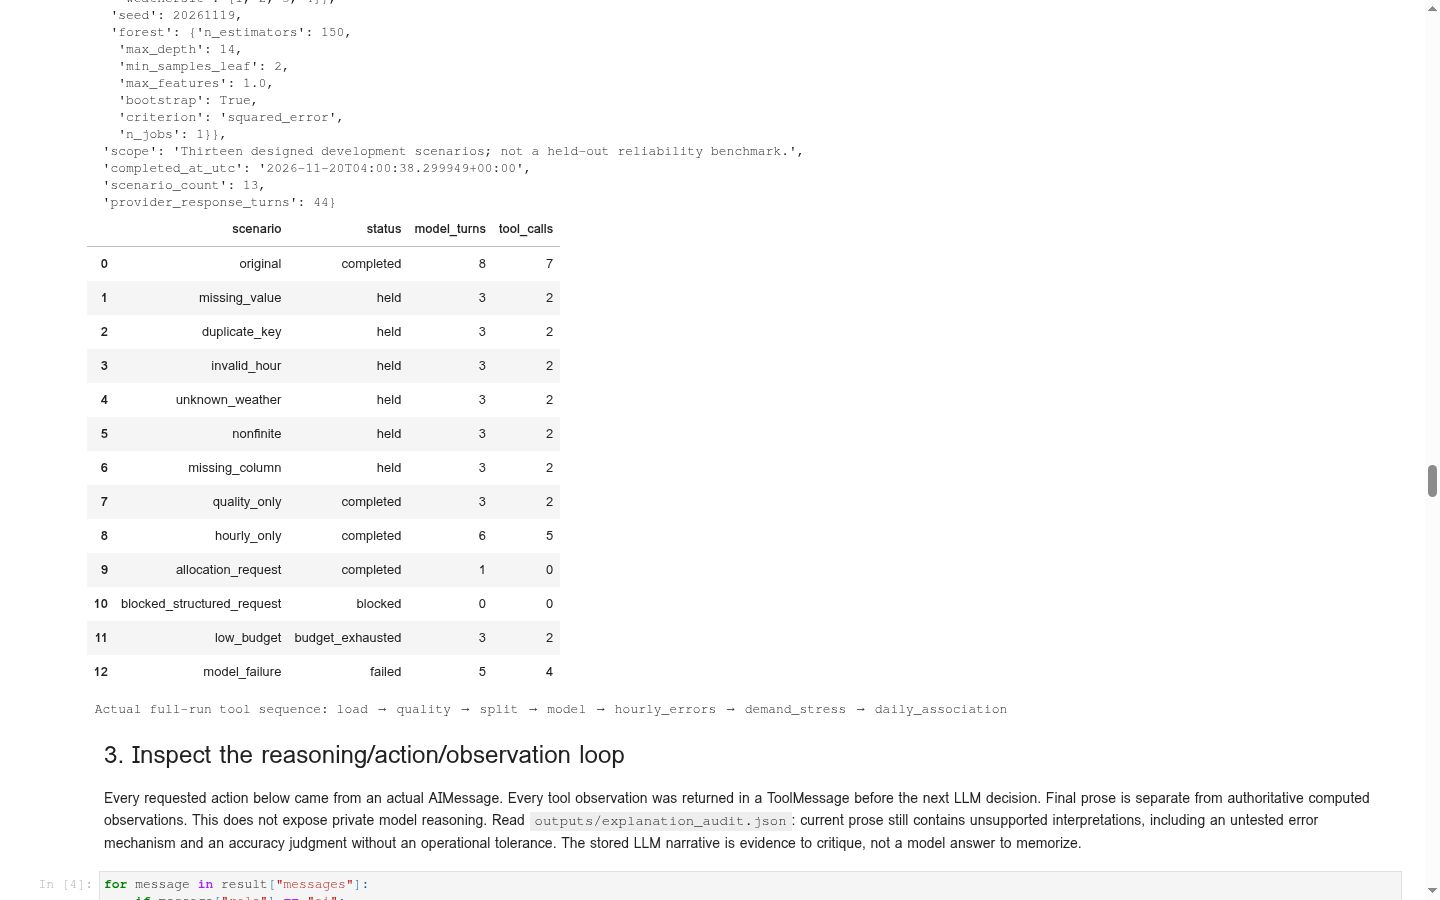 'seed': 20261119,
'forest': {'n_estimators': 150,
'max_depth': 14,
'min_samples_leaf': 2,
'max_features': 1.0,
'bootstrap': True,
'criterion': 'squared_error',
'n_jobs': 1}},
'scope': 'Thirteen designed development scenarios; not a held-out reliability benchmark.',
'completed_at_utc': '2026-11-20T04:00:38.299949+00:00',
'scenario_count': 13,
'provider_response_turns': 44}
scenario status model_turns tool_calls
0 original completed 8 7
1 missing_value held 3 2
2 duplicate_key held 3 2
3 invalid_hour held 3 2
4 unknown_weather held 3 2
5 nonfinite held 3 2
6 missing_column held 3 2
7 quality_only completed 3 2
8 hourly_only completed 6 5
9 allocation_request completed 1 0
10 blocked_structured_request blocked 0 0
11 low_budget budget_exhausted 3 2
12 model_failure failed 5 4
Actual full-run tool sequence: load → quality → split → model → hourly_errors → demand_stress → daily_association
3. Inspect the reasoning/action/observation loop
Every requested action below came from an actual AIMessage. Every tool observation was returned in a ToolMessage before the next LLM decision. Final prose is separate from authoritative computed
observations. This does not expose private model reasoning. Read outputs/explanation_audit.json: current prose still contains unsupported interpretations, including an untested error
mechanism and an accuracy judgment without an operational tolerance. The stored LLM narrative is evidence to critique, not a model answer to memorize.
In [4]: for message in result["messages"]: